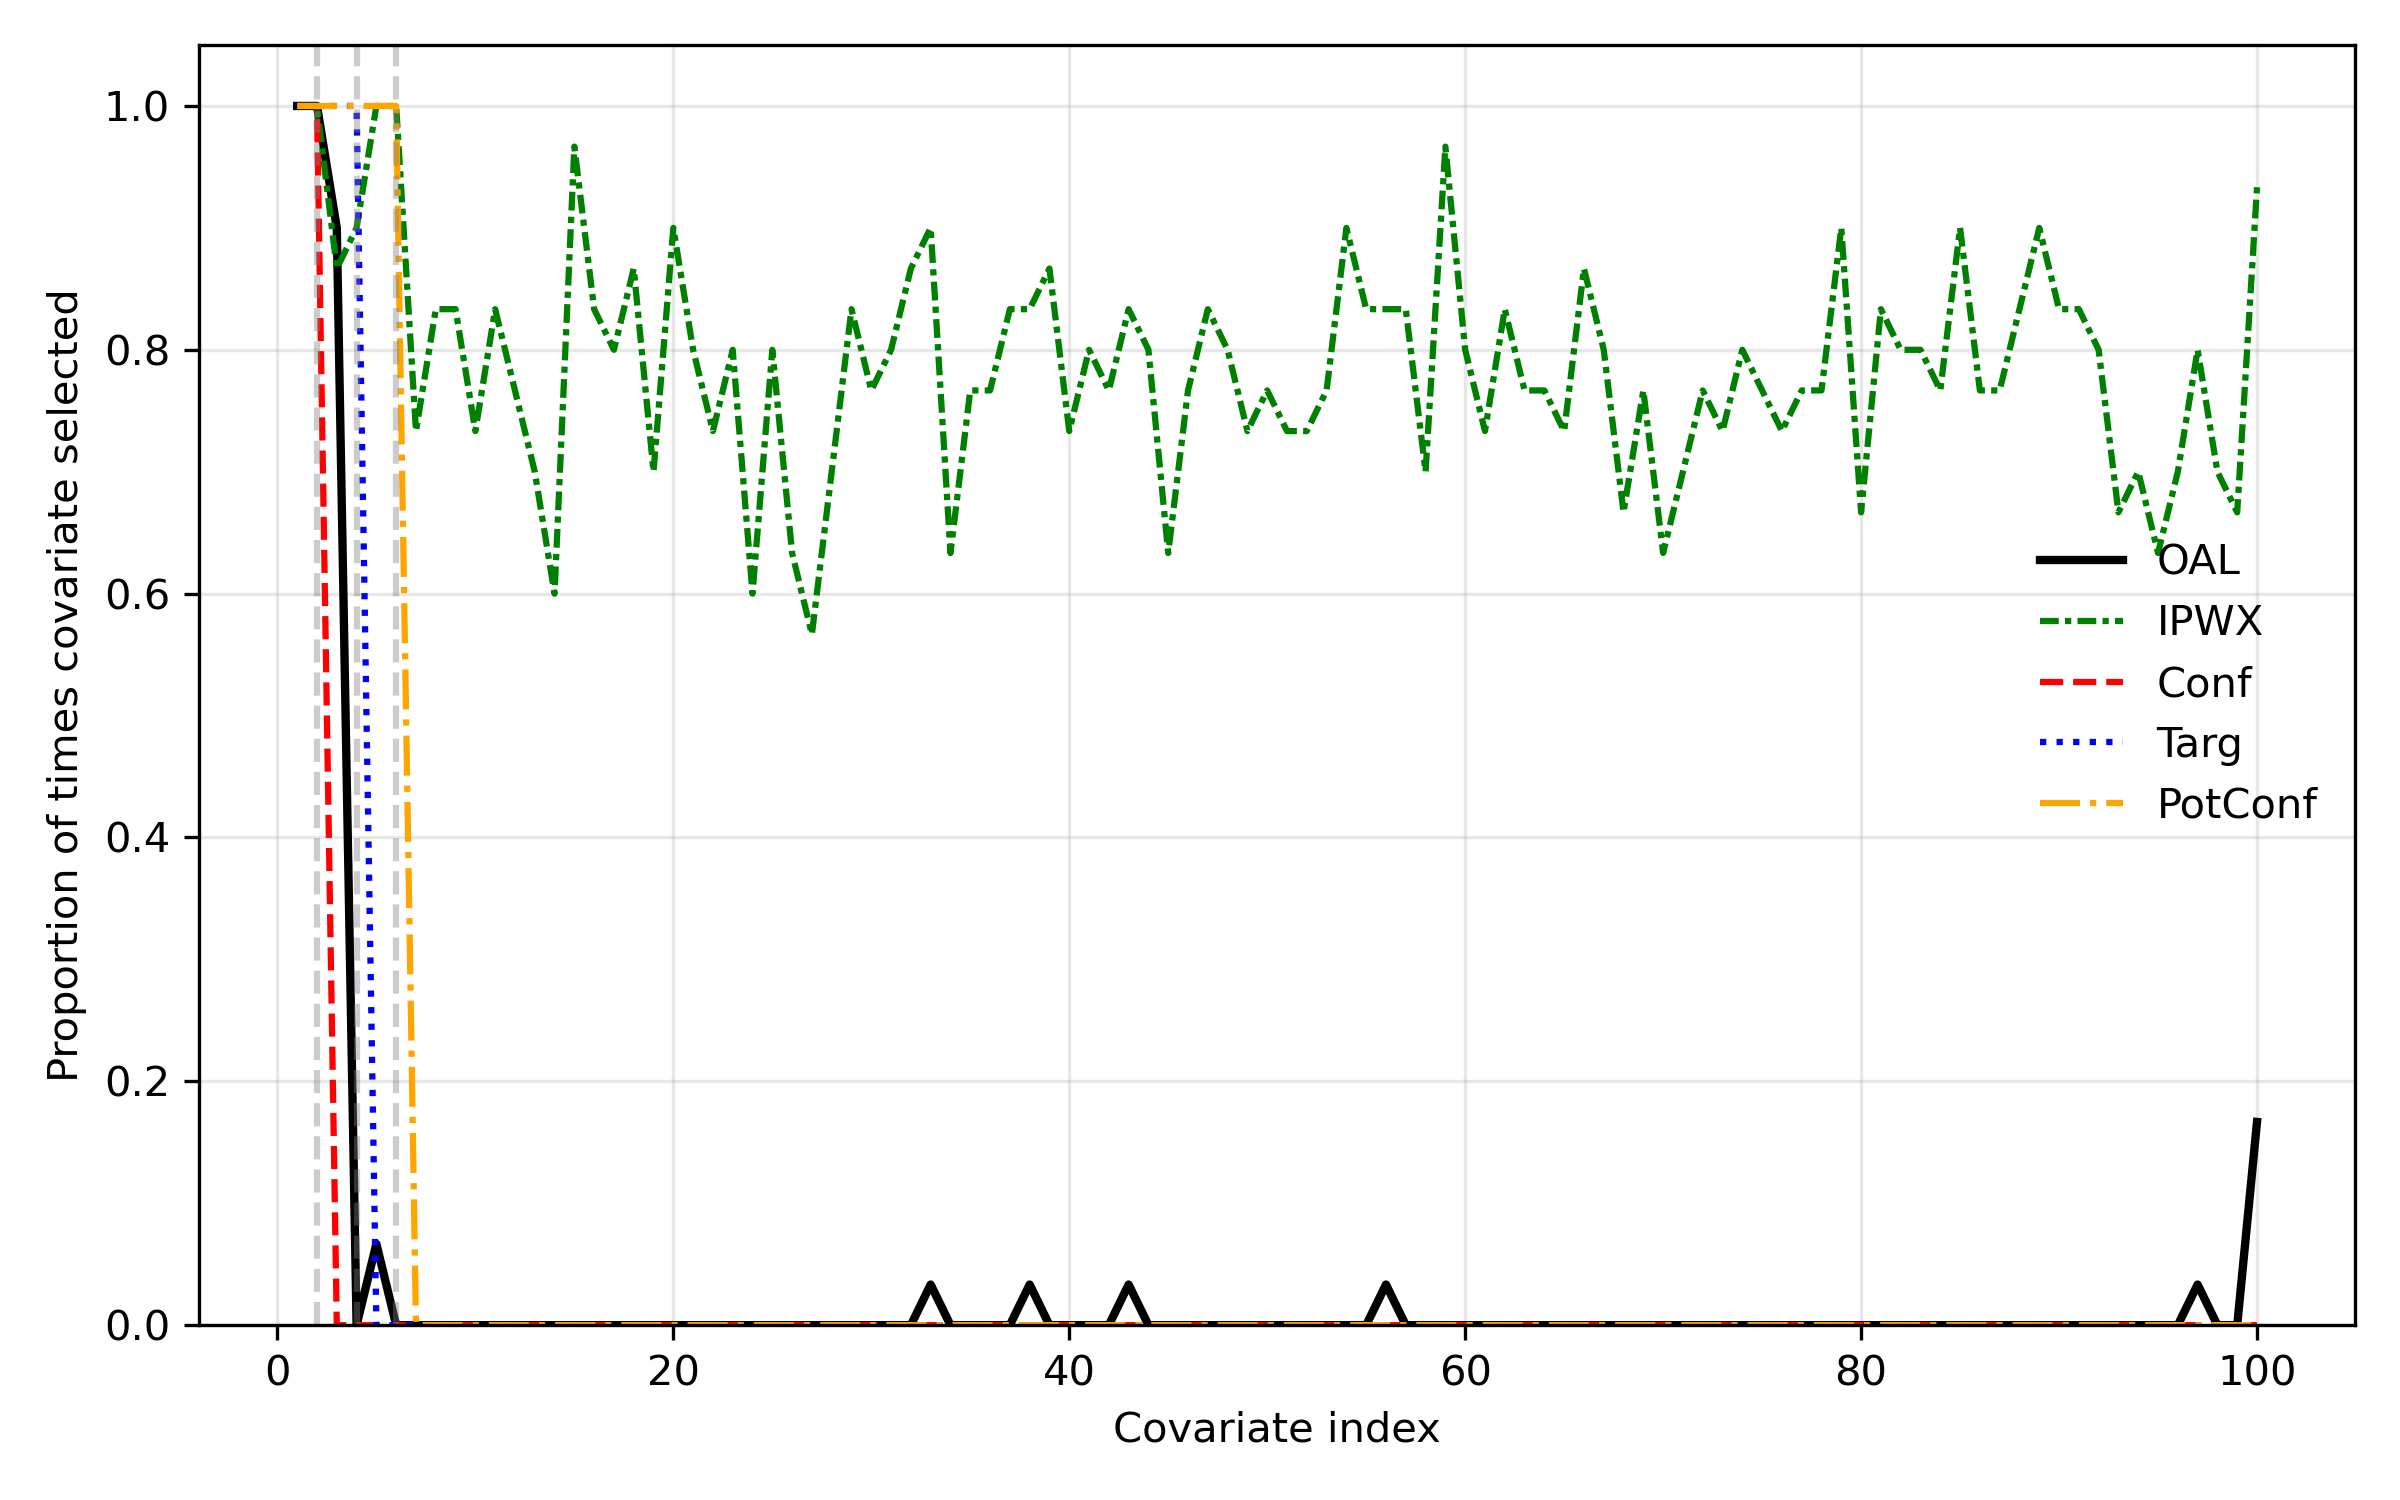 1.0
0.8
0.6
0.4
0.2
0.0
Proportion of times covariate selected
OAL
IPWX
Conf
Targ
PotConf
0 20 40 60 80 100
Covariate index